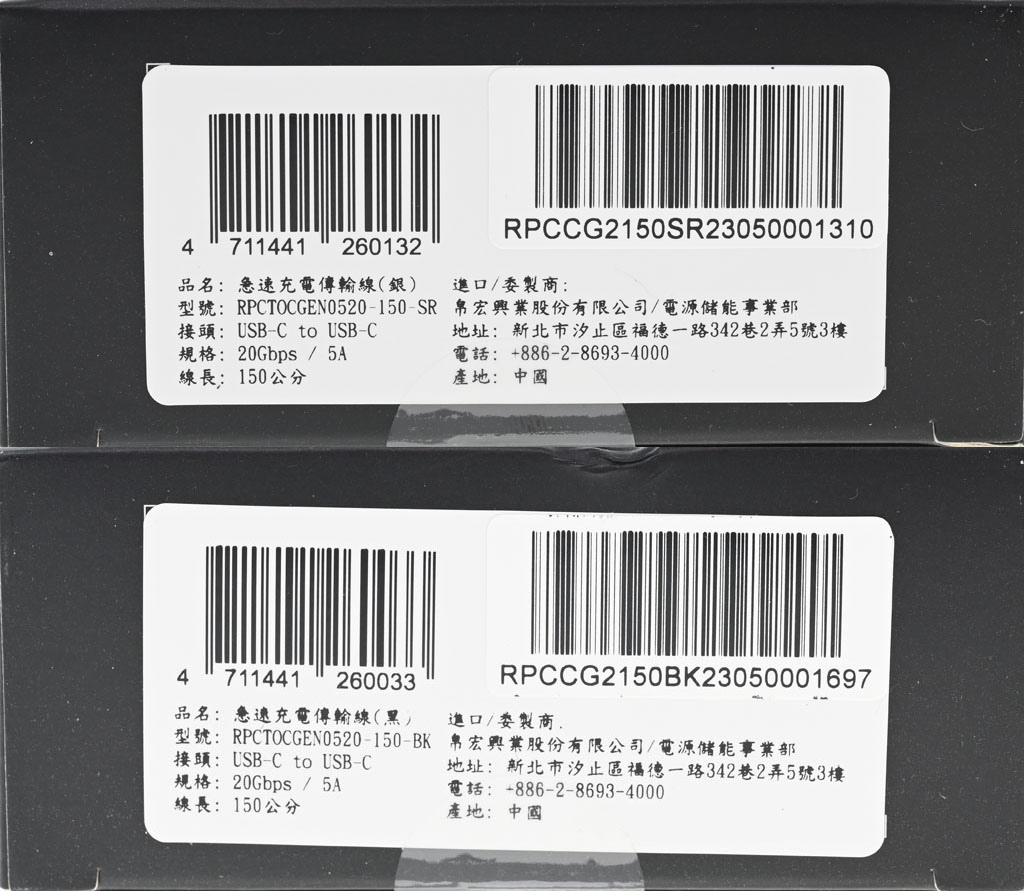 4 711441 260132
RPCCG2150SR23050001310
品名: 急速充電傳輸線(銀)
型號: RPCTOCGEN0520-150-SR
接頭: USB-C to USB-C
規格: 20Gbps / 5A
線長: 150公分
進口/委製商:
帛宏興業股份有限公司/電源儲能事業部
地址: 新北市汐止區福德一路342巷2弄5號3樓
電話: +886-2-8693-4000
產地: 中國
4 711441 260033
RPCCG2150BK23050001697
品名: 急速充電傳輸線(黑)
型號: RPCTOCGEN0520-150-BK
接頭: USB-C to USB-C
規格: 20Gbps / 5A
線長: 150公分
進口/委製商:
帛宏興業股份有限公司/電源儲能事業部
地址: 新北市汐止區福德一路342巷2弄5號3樓
電話: +886-2-8693-4000
產地: 中國